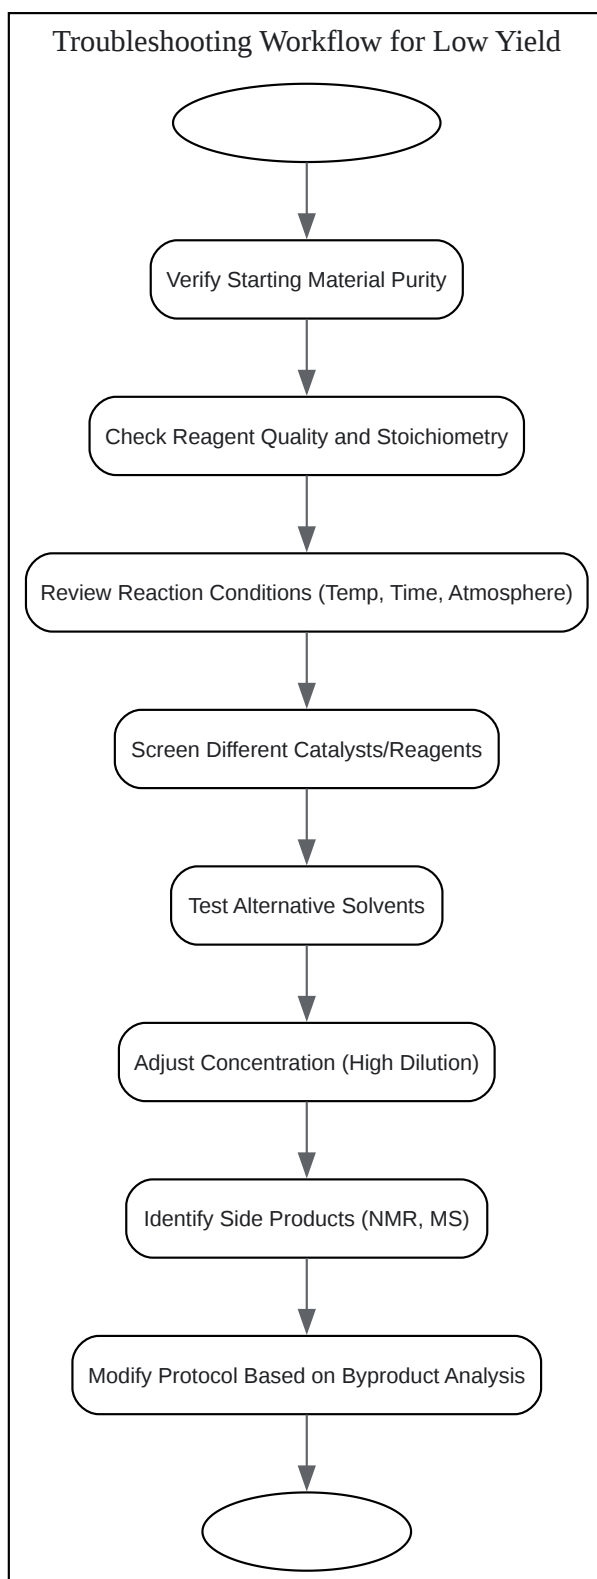 Troubleshooting Workflow for Low Yield
Verify Starting Material Purity
Check Reagent Quality and Stoichiometry
Review Reaction Conditions (Temp, Time, Atmosphere)
Screen Different Catalysts/Reagents
Test Alternative Solvents
Adjust Concentration (High Dilution)
Identify Side Products (NMR, MS)
Modify Protocol Based on Byproduct Analysis